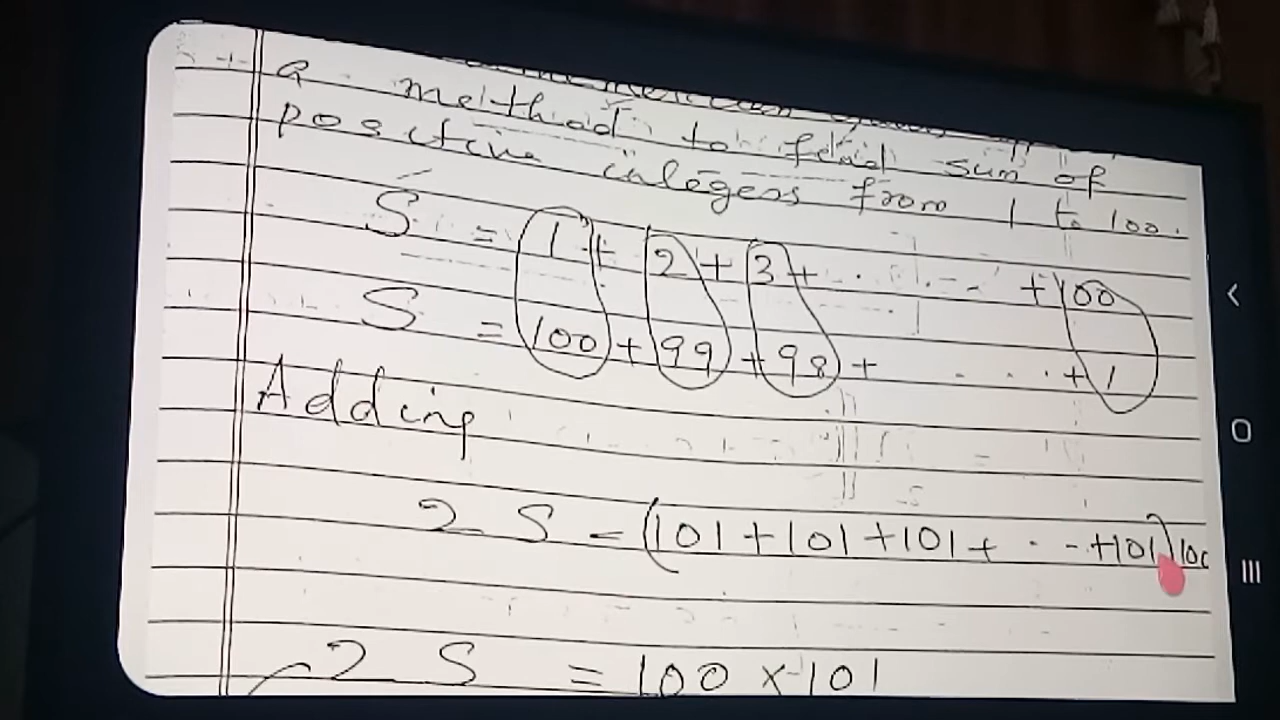 a method to find sum of
positive integers from 1 to 100.
S = 1 + 2 + 3 + . . . - - +100
S = 100 + 99 + 98 + . . . + 1
Adding
2 S = (101 + 101 + 101 + . - - +101) 100
2 S = 100 × 101